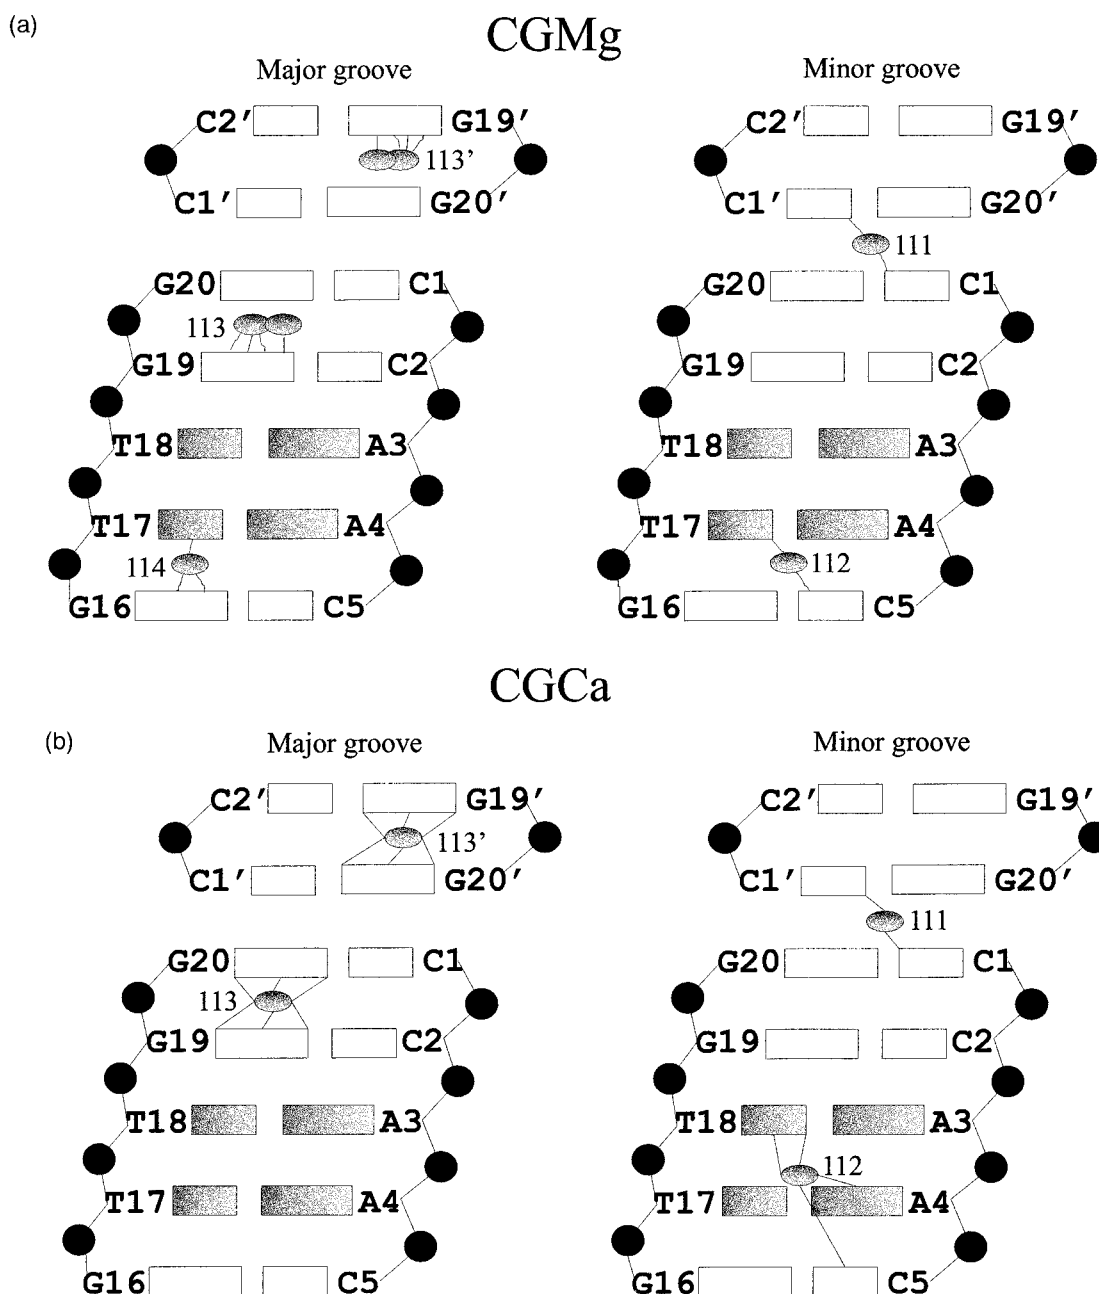 (a)
CGMg
Major groove
Minor groove
C2' G19'
113'
C1' G20'
G20 C1
113
G19 C2
T18 A3
T17 A4
114
G16 C5
C2' G19'
C1' G20'
111
G20 C1
G19 C2
T18 A3
T17 A4
112
G16 C5
CGCa
(b)
Major groove
Minor groove
C2' G19'
113'
C1' G20'
G20 C1
113
G19 C2
T18 A3
T17 A4
G16 C5
C2' G19'
C1' G20'
111
G20 C1
G19 C2
T18 A3
112
T17 A4
G16 C5